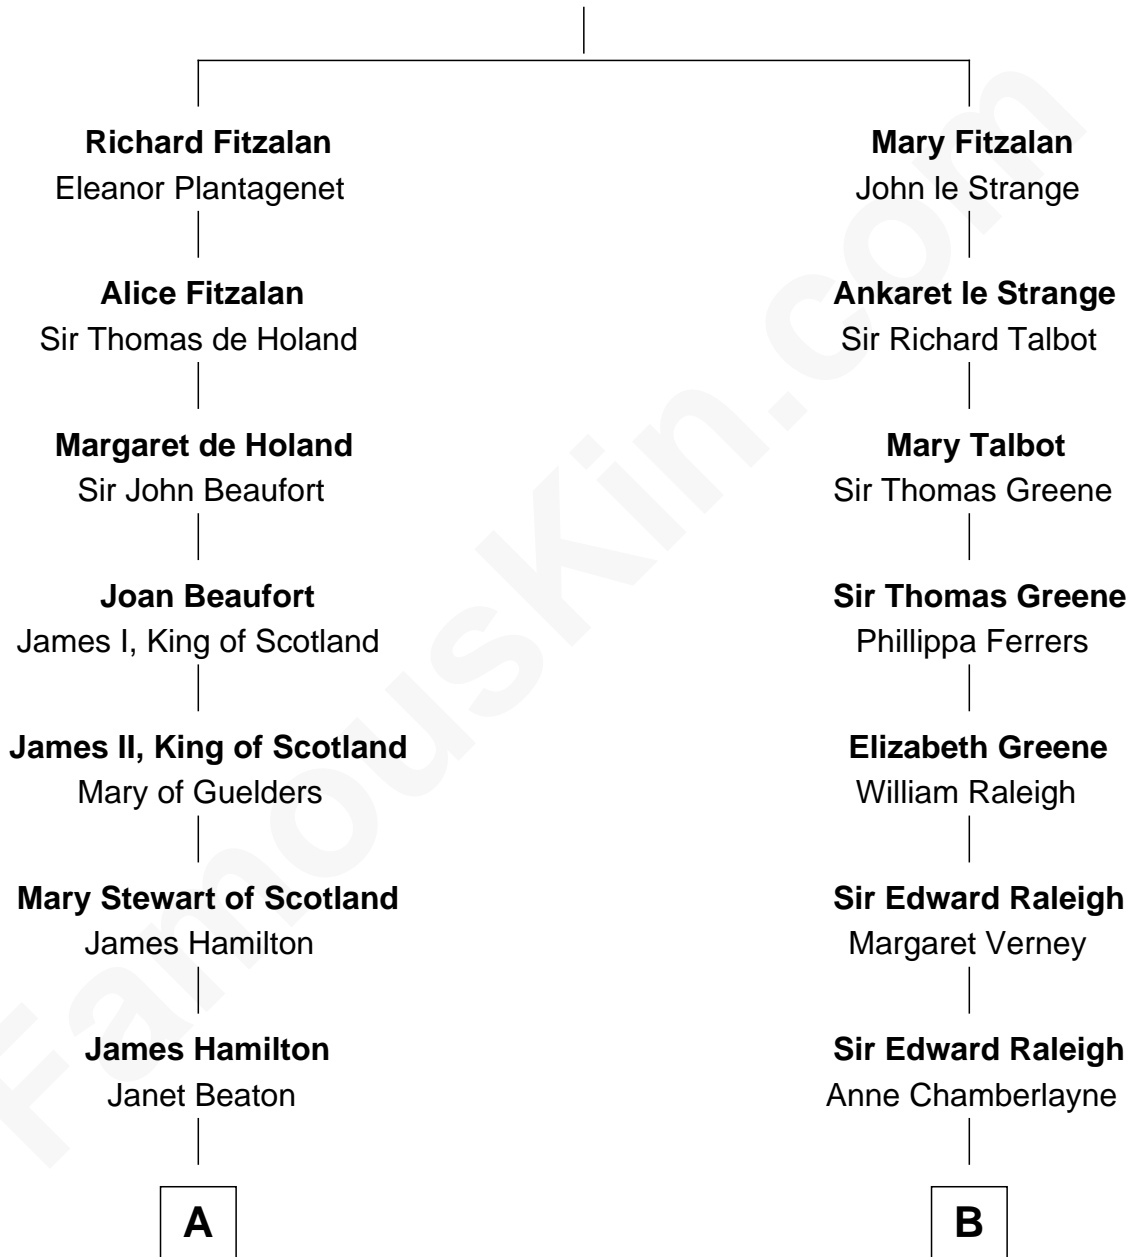 Richard Fitzalan
Eleanor Plantagenet
Alice Fitzalan
Sir Thomas de Holand
Margaret de Holand
Sir John Beaufort
Joan Beaufort
James I, King of Scotland
James II, King of Scotland
Mary of Guelders
Mary Stewart of Scotland
James Hamilton
James Hamilton
Janet Beaton
A
Mary Fitzalan
John le Strange
Ankaret le Strange
Sir Richard Talbot
Mary Talbot
Sir Thomas Greene
Sir Thomas Greene
Phillippa Ferrers
Elizabeth Greene
William Raleigh
Sir Edward Raleigh
Margaret Verney
Sir Edward Raleigh
Anne Chamberlayne
B
FamousKin.com